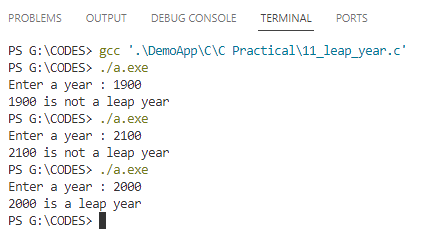 PROBLEMS OUTPUT DEBUG CONSOLE TERMINAL PORTS
PS G:\CODES> gcc '.\DemoApp\C\C Practical\11_leap_year.c'
PS G:\CODES> ./a.exe
Enter a year : 1900
1900 is not a leap year
PS G:\CODES> ./a.exe
Enter a year : 2100
2100 is not a leap year
PS G:\CODES> ./a.exe
Enter a year : 2000
2000 is a leap year
PS G:\CODES>